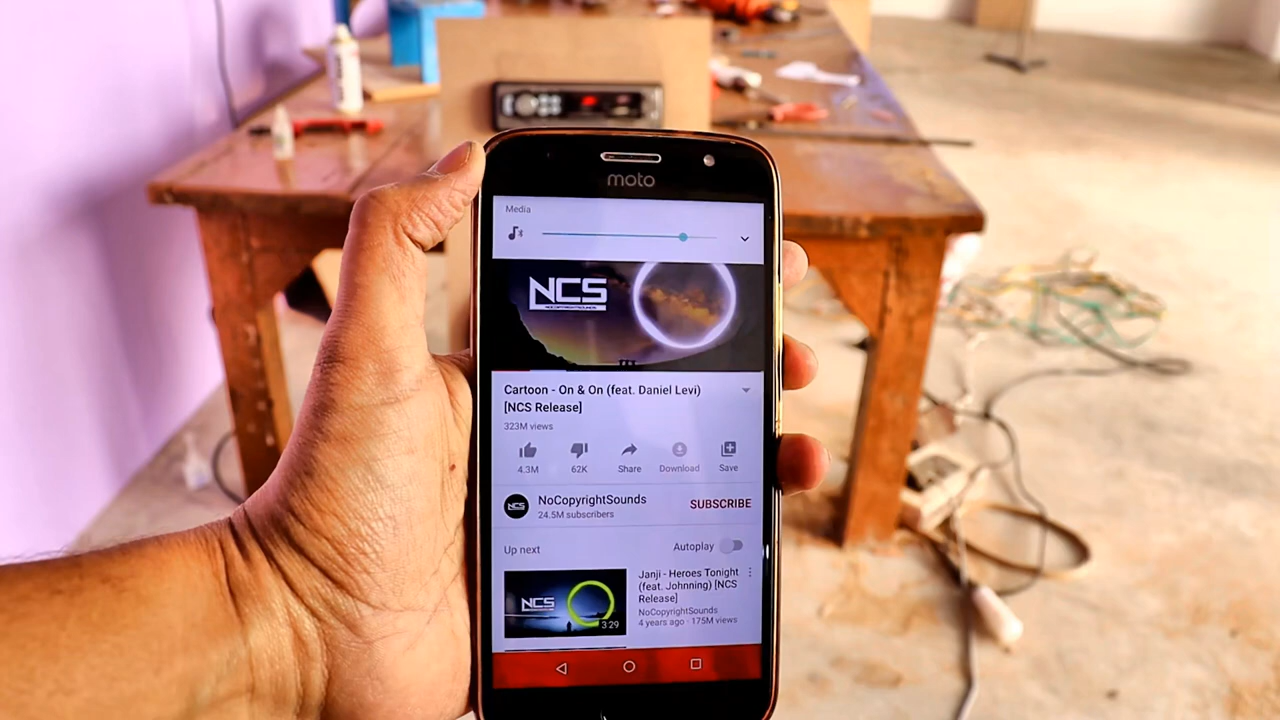 moto
Media
NCS
NOCOPYRIGHTSOUNDS
Cartoon - On & On (feat. Daniel Levi)
[NCS Release]
323M views
4.3M
62K
Share
Download
Save
NCS
NoCopyrightSounds
24.5M subscribers
SUBSCRIBE
Up next
Autoplay
NCS
3:29
Janji - Heroes Tonight
(feat. Johnning) [NCS
Release]
NoCopyrightSounds
4 years ago · 175M views